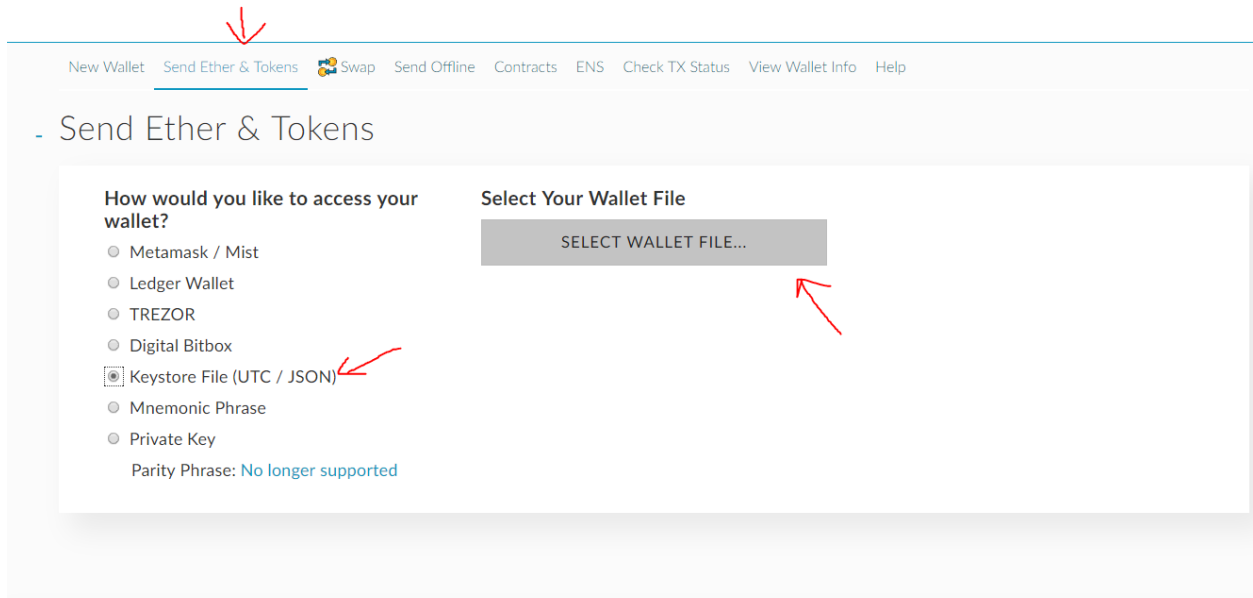 New Wallet Send Ether & Tokens Swap Send Offline Contracts ENS Check TX Status View Wallet Info Help
- Send Ether & Tokens
How would you like to access your
wallet?
Metamask / Mist
Ledger Wallet
TREZOR
Digital Bitbox
Keystore File (UTC / JSON)
Mnemonic Phrase
Private Key
Parity Phrase: No longer supported
Select Your Wallet File
SELECT WALLET FILE...